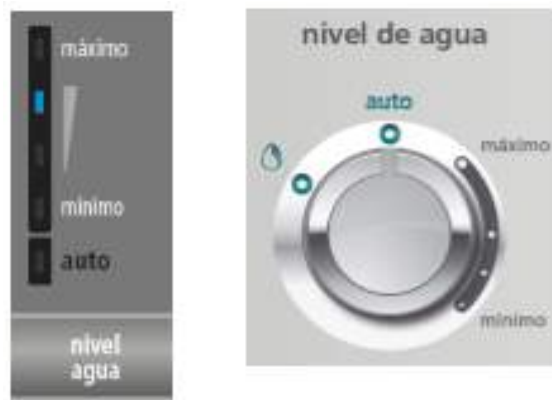 máximo
mínimo
auto
nivel
agua
nivel de agua
auto
máximo
mínimo